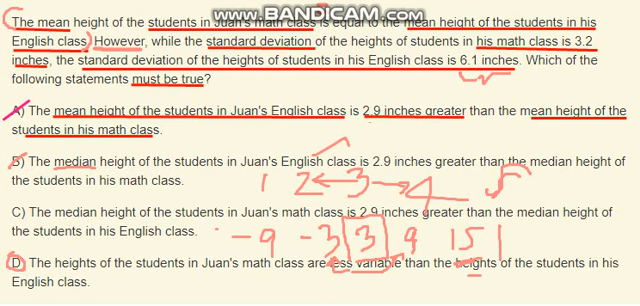 www.BANDICAM.com
The mean height of the students in Juan's math class is equal to the mean height of the students in his
English class. However, while the standard deviation of the heights of students in his math class is 3.2
inches, the standard deviation of the heights of students in his English class is 6.1 inches. Which of the
following statements must be true?
A) The mean height of the students in Juan's English class is 2.9 inches greater than the mean height of the
students in his math class.
B) The median height of the students in Juan's English class is 2.9 inches greater than the median height of
the students in his math class.
1 2 3 4 5
C) The median height of the students in Juan's math class is 2.9 inches greater than the median height of
the students in his English class.
-9 -3 3 9 15
D) The heights of the students in Juan's math class are less variable than the heights of the students in his
English class.